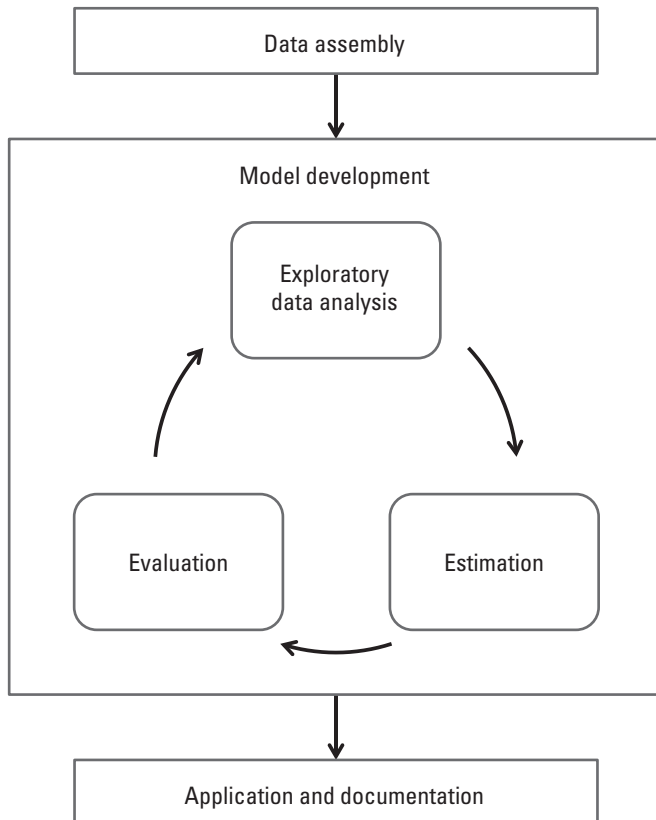 Data assembly
Model development
Exploratory
data analysis
Evaluation
Estimation
Application and documentation